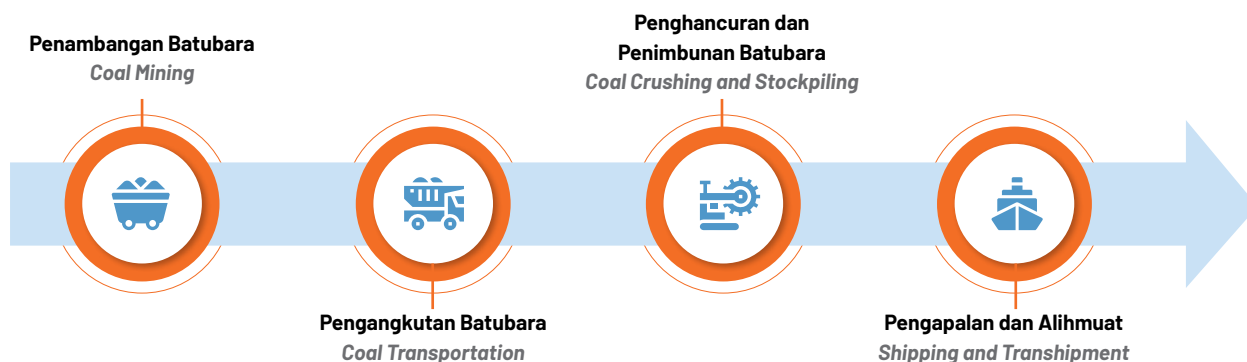 Penambangan Batubara
Coal Mining
Pengangkutan Batubara
Coal Transportation
Penghancuran dan
Penimbunan Batubara
Coal Crushing and Stockpiling
Pengapalan dan Alihmuat
Shipping and Transhipment